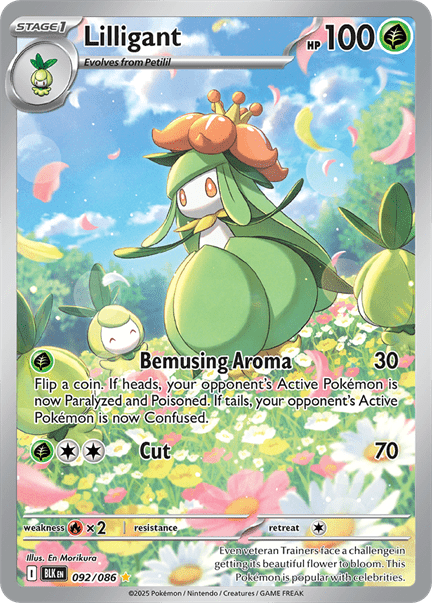 STAGE 1
Lilligant
HP 100
Evolves from Petilil
Bemusing Aroma 30
Flip a coin. If heads, your opponent's Active Pokémon is
now Paralyzed and Poisoned. If tails, your opponent's Active
Pokémon is now Confused.
Cut 70
weakness ×2 resistance retreat
Illus. En Morikura
I BLK EN 092/086
Even veteran Trainers face a challenge in
getting its beautiful flower to bloom. This
Pokémon is popular with celebrities.
©2025 Pokémon / Nintendo / Creatures / GAME FREAK